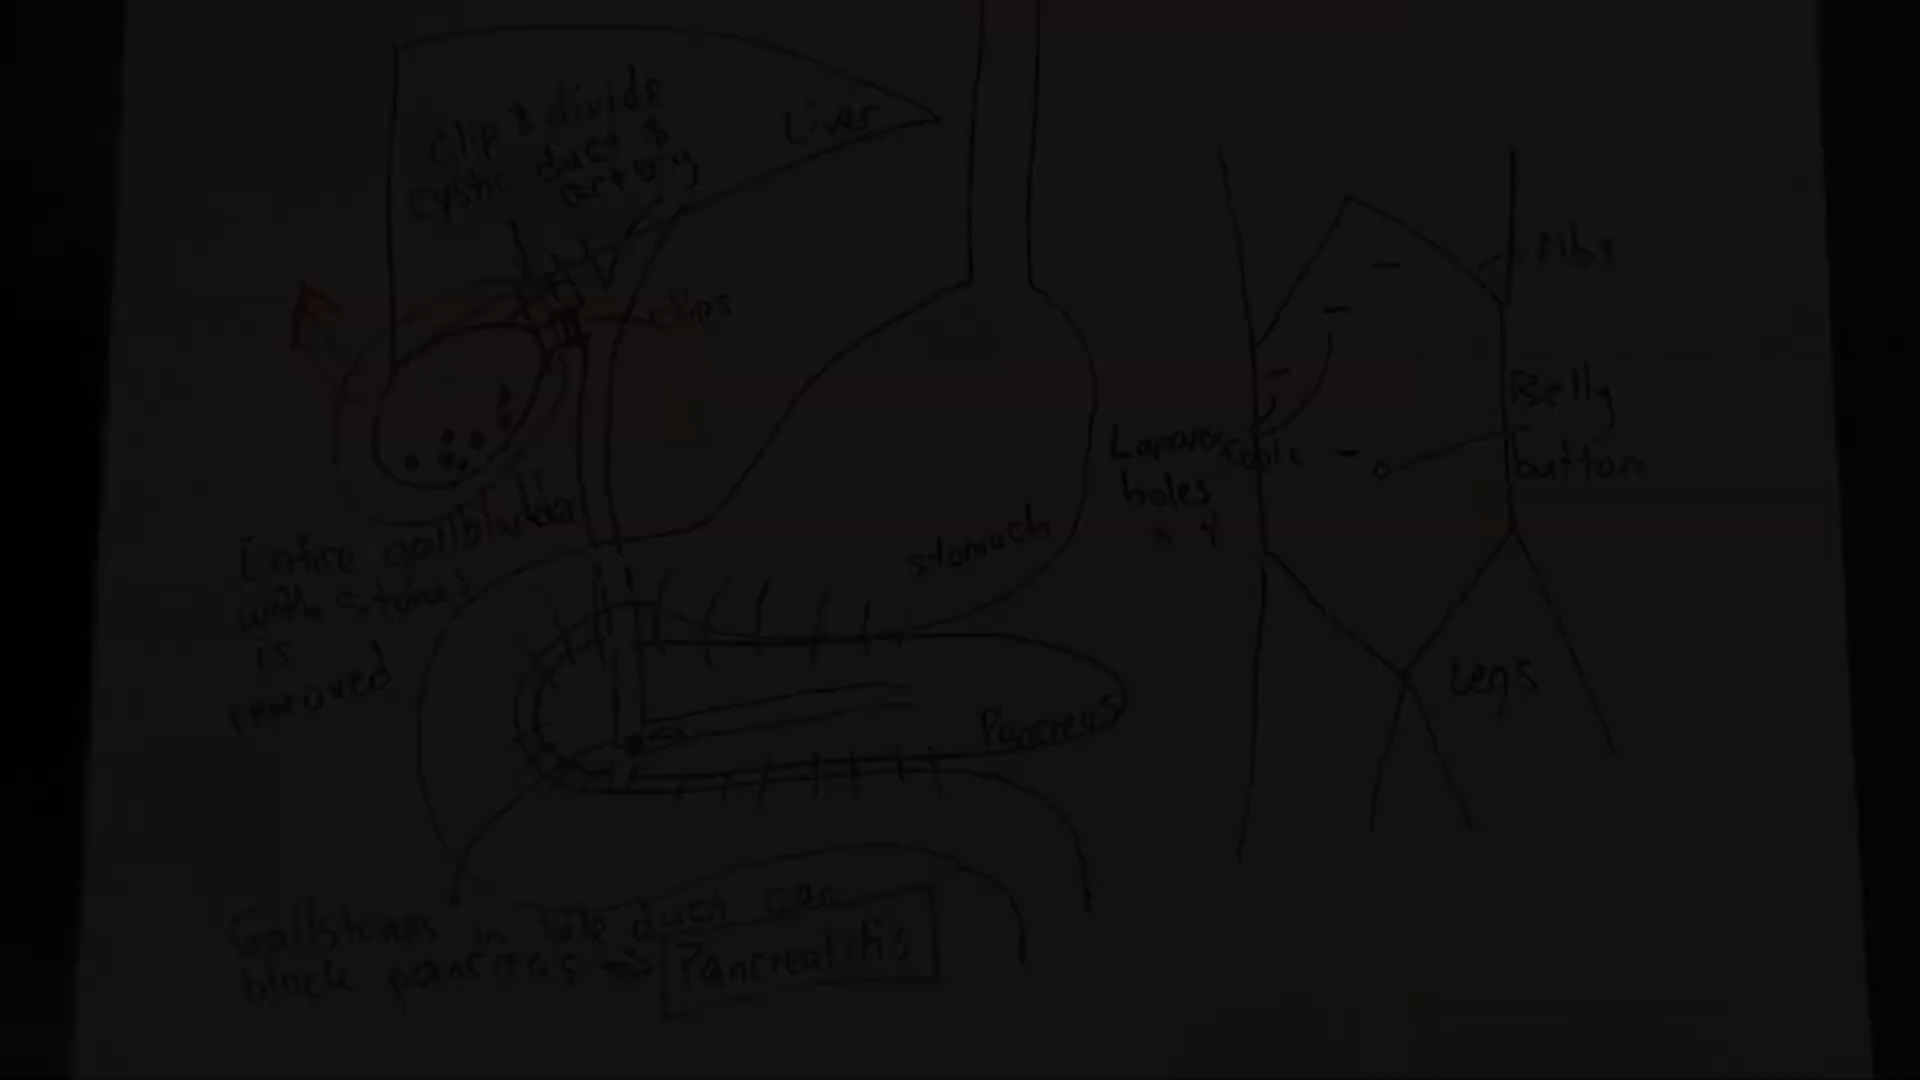 clip & divide
cystic duct &
artery
Liver
clips
Entire gallbladder
with stones
is
removed
stomach
Pancreas
Gallstones in bile duct can
block pancreas → Pancreatitis
Ribs
Belly
button
Laparoscopic
holes
x 4
Legs